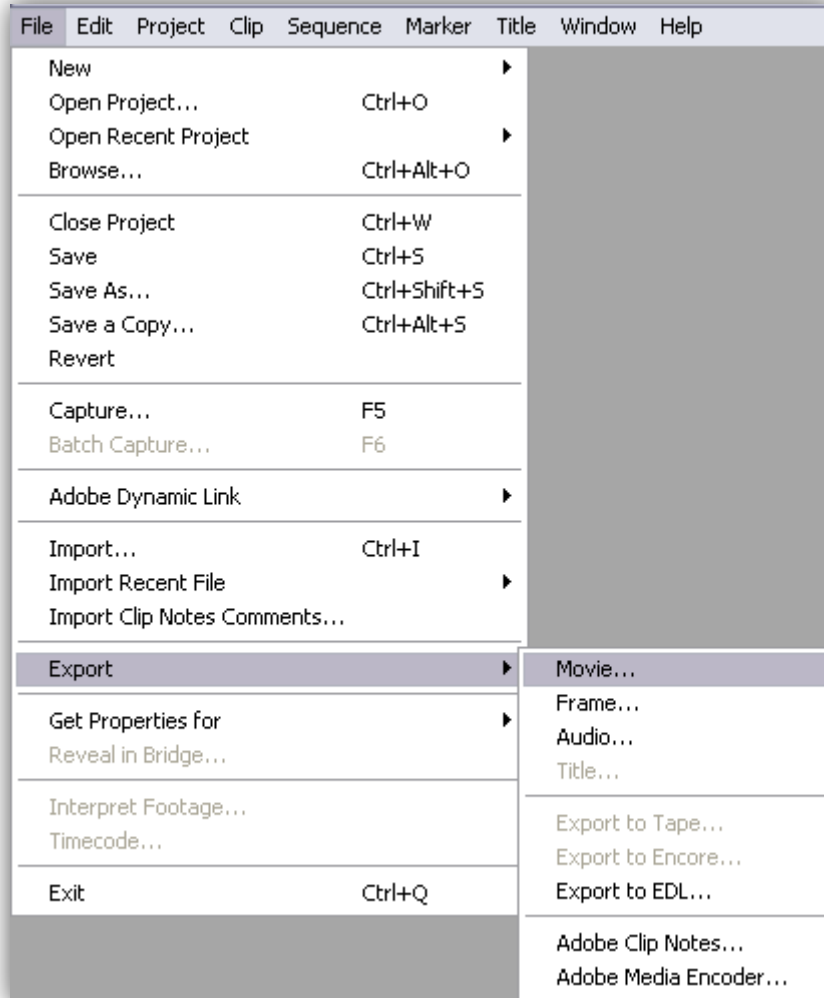 File Edit Project Clip Sequence Marker Title Window Help
New
Open Project... Ctrl+O
Open Recent Project
Browse... Ctrl+Alt+O
Close Project Ctrl+W
Save Ctrl+S
Save As... Ctrl+Shift+S
Save a Copy... Ctrl+Alt+S
Revert
Capture... F5
Batch Capture... F6
Adobe Dynamic Link
Import... Ctrl+I
Import Recent File
Import Clip Notes Comments...
Export
Get Properties for
Reveal in Bridge...
Interpret Footage...
Timecode...
Exit Ctrl+Q
Movie...
Frame...
Audio...
Title...
Export to Tape...
Export to Encore...
Export to EDL...
Adobe Clip Notes...
Adobe Media Encoder...